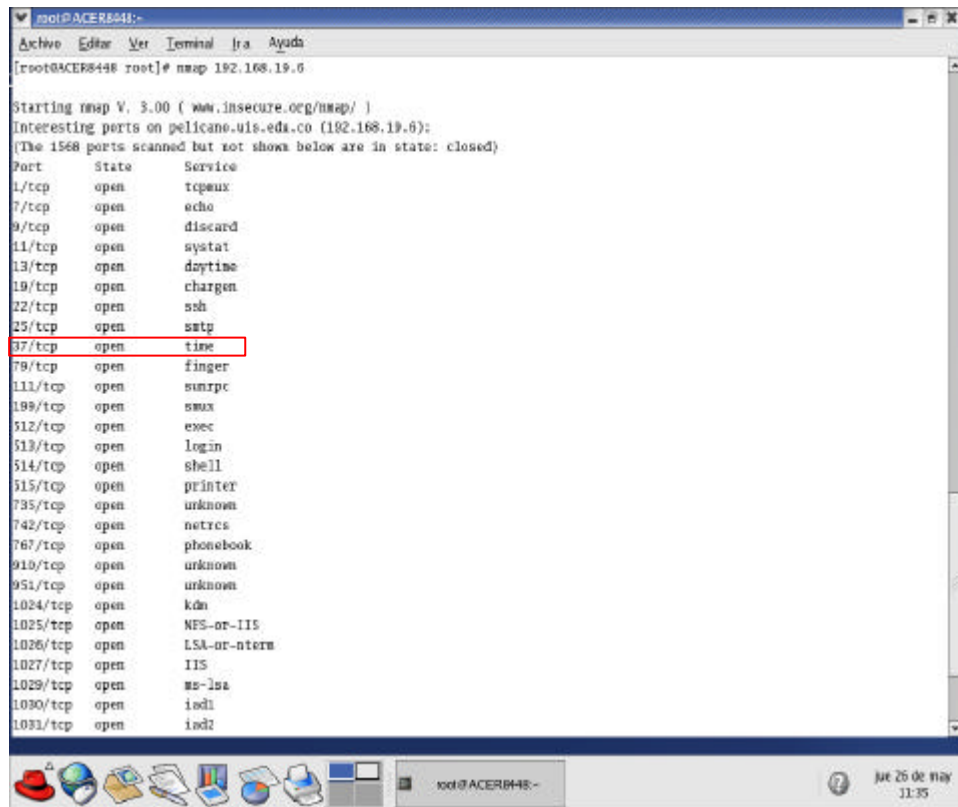 root@ACER8448:~
Archivo Editar Ver Terminal Ir a Ayuda
[root@ACER8448 root]# nmap 192.168.19.6
Starting nmap V. 3.00 ( www.insecure.org/nmap/ )
Interesting ports on pelicano.uis.edu.co (192.168.19.6):
(The 1568 ports scanned but not shown below are in state: closed)
Port State Service
1/tcp open tcpmux
7/tcp open echo
9/tcp open discard
11/tcp open systat
13/tcp open daytime
19/tcp open chargen
22/tcp open ssh
25/tcp open smtp
37/tcp open time
79/tcp open finger
111/tcp open sunrpc
199/tcp open smux
512/tcp open exec
513/tcp open login
514/tcp open shell
515/tcp open printer
735/tcp open unknown
742/tcp open netrcs
767/tcp open phonebook
910/tcp open unknown
951/tcp open unknown
1024/tcp open kdm
1025/tcp open NFS-or-IIS
1026/tcp open LSA-or-nterm
1027/tcp open IIS
1029/tcp open ms-lsa
1030/tcp open iad1
1031/tcp open iad2
root@ACER8448:~
jue 26 de may
11:35